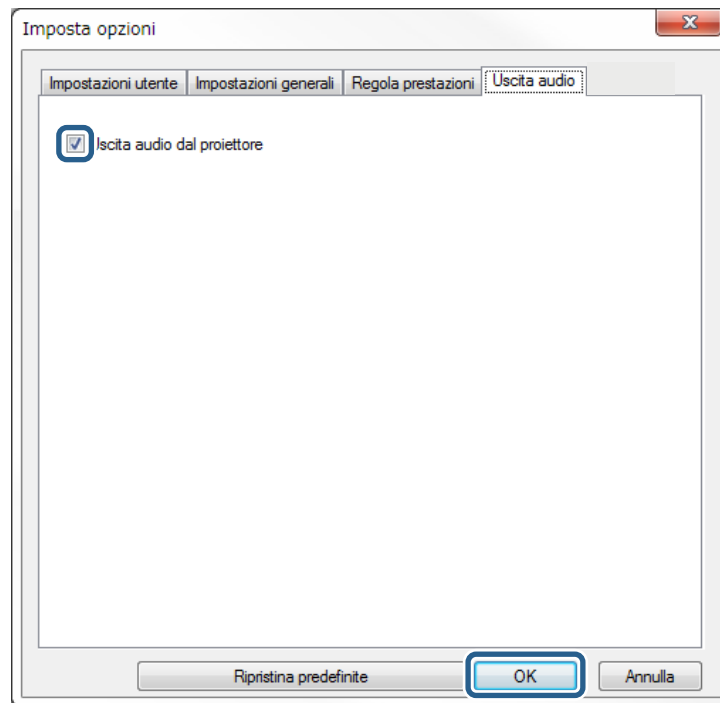 Imposta opzioni
Impostazioni utente Impostazioni generali Regola prestazioni Uscita audio
Uscita audio dal proiettore
Ripristina predefinite OK Annulla